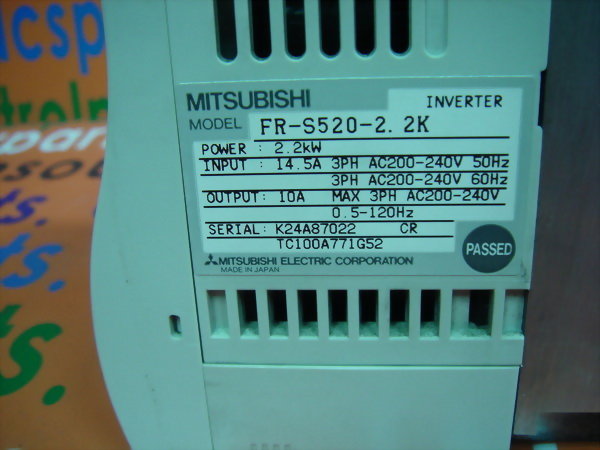 csp
MITSUBISHI INVERTER
MODEL FR-S520-2.2K
POWER : 2.2kW
INPUT : 14.5A 3PH AC200-240V 50Hz
3PH AC200-240V 60Hz
OUTPUT: 10A MAX 3PH AC200-240V
0.5-120Hz
SERIAL: K24A87022 CR
TC100A771G52
PASSED
MITSUBISHI ELECTRIC CORPORATION
MADE IN JAPAN